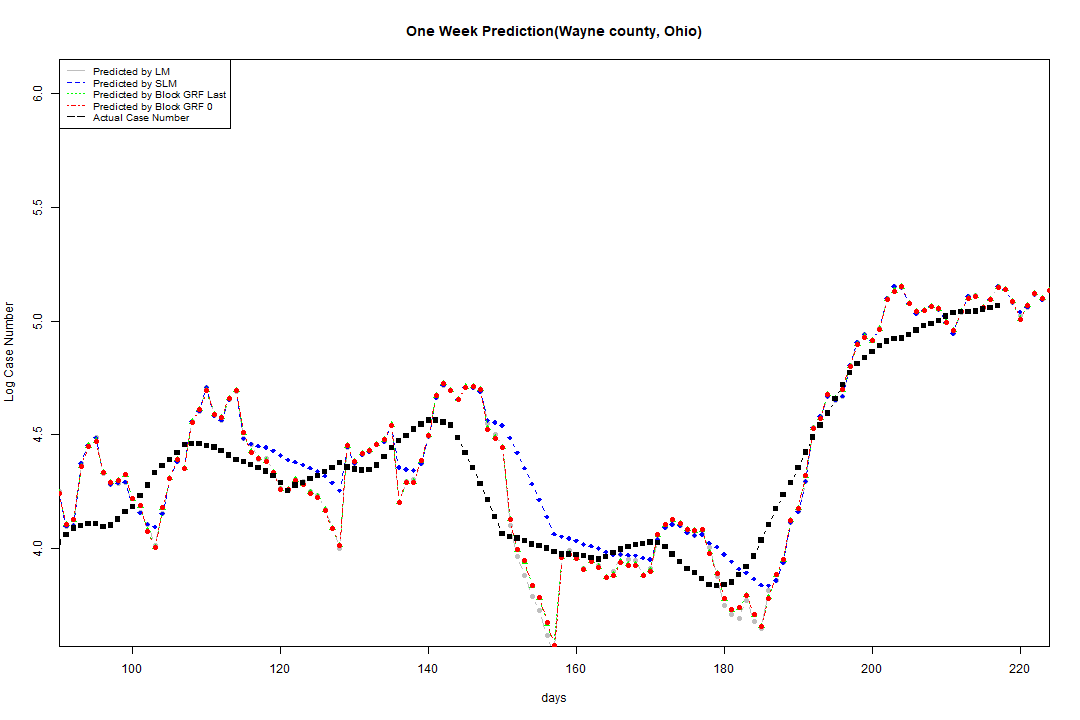 One Week Prediction(Wayne county, Ohio)
Predicted by LM
Predicted by SLM
Predicted by Block GRF Last
Predicted by Block GRF 0
Actual Case Number
Log Case Number
6.0
5.5
5.0
4.5
4.0
100 120 140 160 180 200 220
days